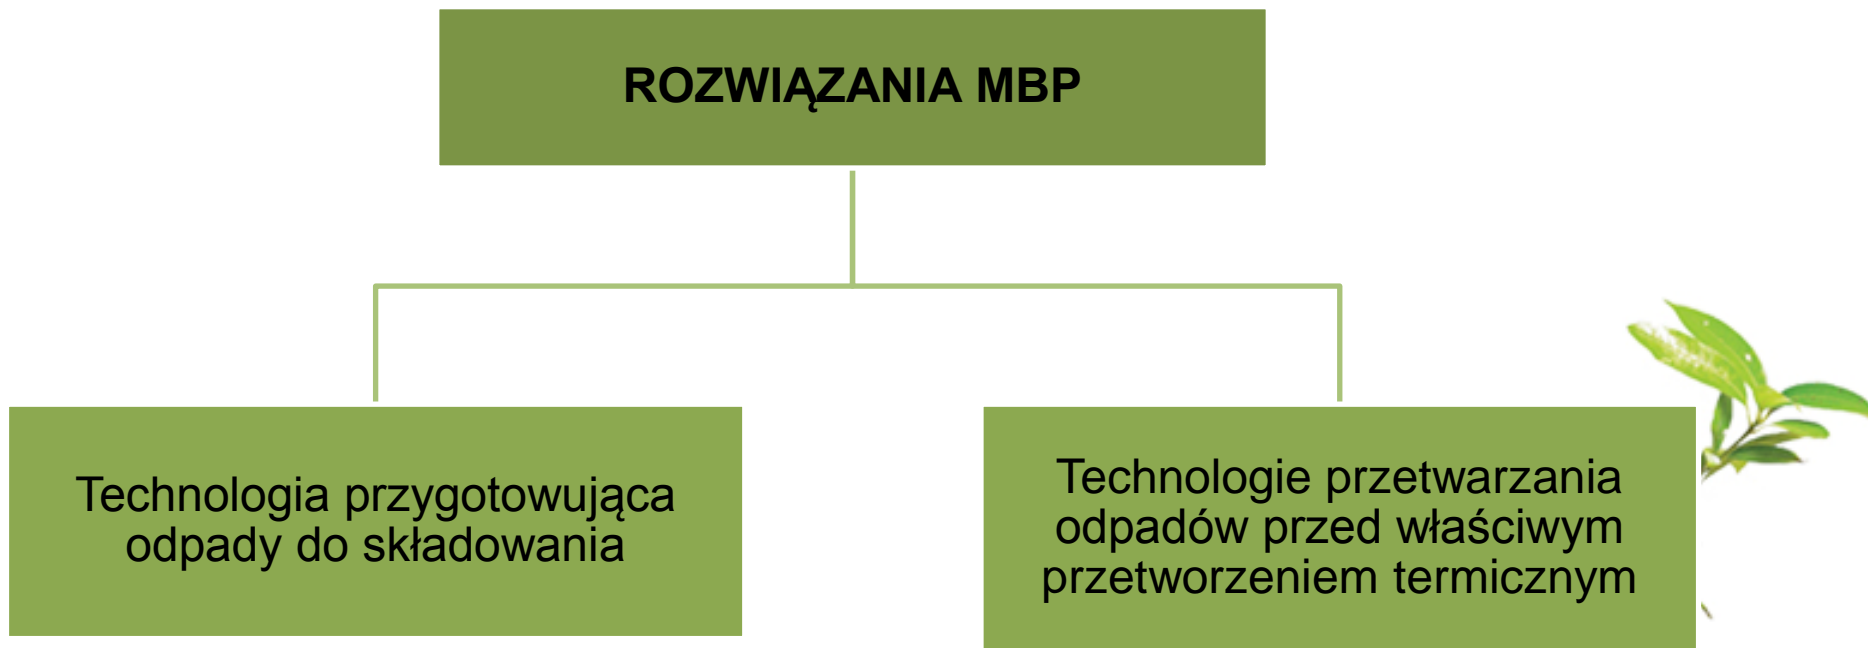 ROZWIĄZANIA MBP
Technologia przygotowująca
odpady do składowania
Technologie przetwarzania
odpadów przed właściwym
przetworzeniem termicznym